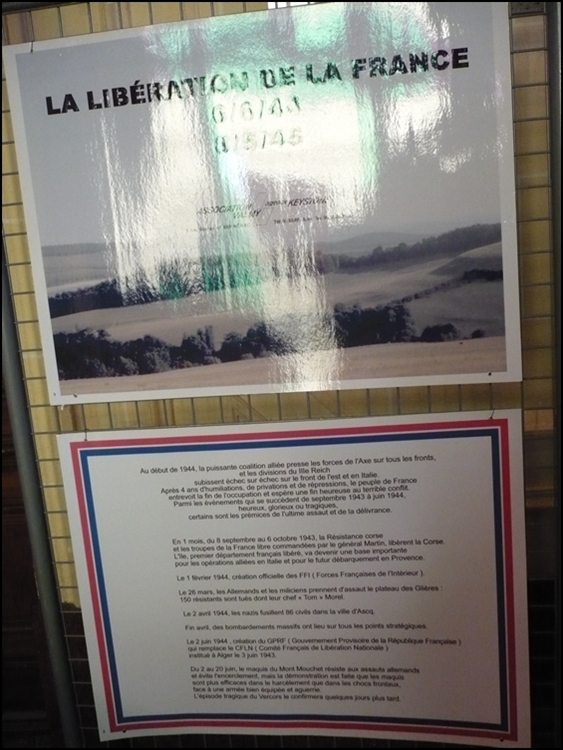 LA LIBÉRATION DE LA FRANCE
6/6/44
8/5/45
ASSOCIATION KEYSTONE
VALMY
Au début de 1944, la puissante coalition alliée presse les forces de l'Axe sur tous les fronts,
et les divisions du IIIe Reich
subissent échec sur échec sur le front de l'est et en Italie.
Après 4 ans d'humiliations, de privations et de répressions, le peuple de France
entrevoit la fin de l'occupation et espère une fin heureuse au terrible conflit.
Parmi les événements qui se succèdent de septembre 1943 à juin 1944,
heureux, glorieux ou tragiques,
certains sont les prémices de l'ultime assaut et de la délivrance.
En 1 mois, du 8 septembre au 6 octobre 1943, la Résistance corse
et les troupes de la France libre commandées par le général Martin, libèrent la Corse.
L'île, premier département français libéré, va devenir une base importante
pour les opérations alliées en Italie et pour le futur débarquement en Provence.
Le 1 février 1944, création officielle des FFI ( Forces Françaises de l'Intérieur ).
Le 26 mars, les Allemands et les miliciens prennent d'assaut le plateau des Glières :
150 résistants sont tués dont leur chef « Tom » Morel.
Le 2 avril 1944, les nazis fusillent 86 civils dans la ville d'Ascq.
Fin avril, des bombardements massifs ont lieu sur tous les points stratégiques.
Le 2 juin 1944 , création du GPRF ( Gouvernement Provisoire de la République Française )
qui remplace le CFLN ( Comité Français de Libération Nationale )
institué à Alger le 3 juin 1943.
Du 2 au 20 juin, le maquis du Mont Mouchet résiste aux assauts allemands
et évite l'encerclement, mais la démonstration est faite que les maquis
sont plus efficaces dans le harcèlement que dans les chocs frontaux,
face à une armée bien équipée et aguerrie.
L'épisode tragique du Vercors le confirmera quelques jours plus tard.